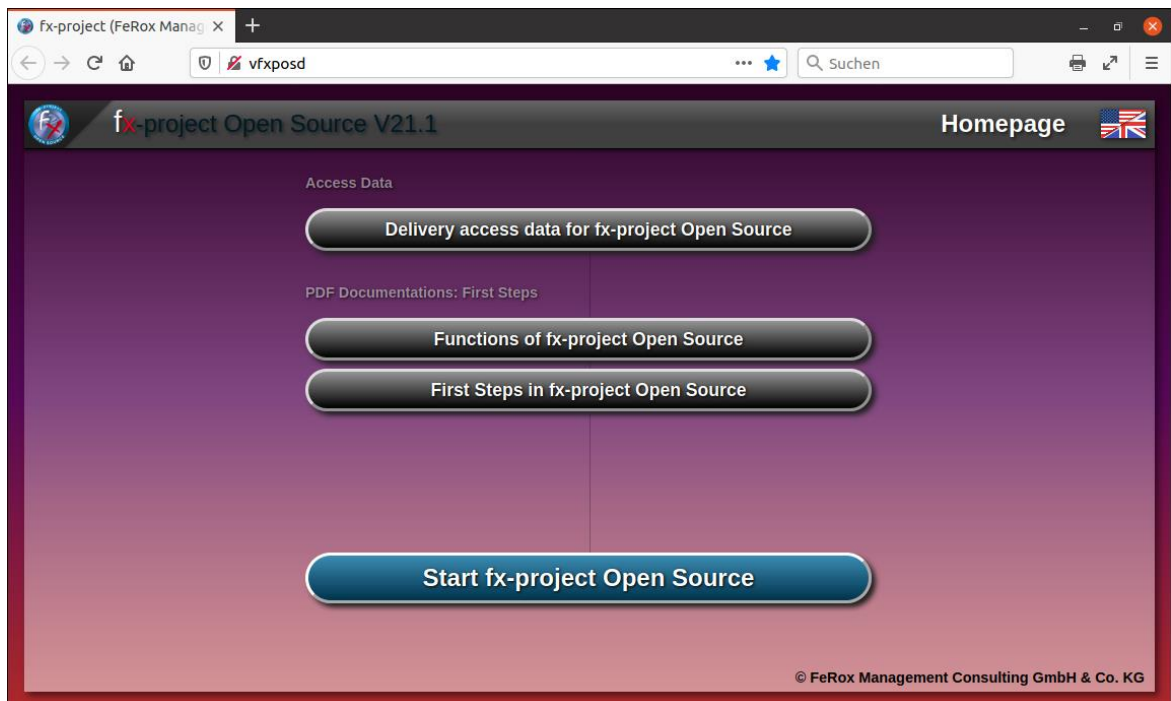 fx-project (FeRox Manag
vfxposd
Suchen
fx-project Open Source V21.1
Homepage
Access Data
Delivery access data for fx-project Open Source
PDF Documentations: First Steps
Functions of fx-project Open Source
First Steps in fx-project Open Source
Start fx-project Open Source
© FeRox Management Consulting GmbH & Co. KG